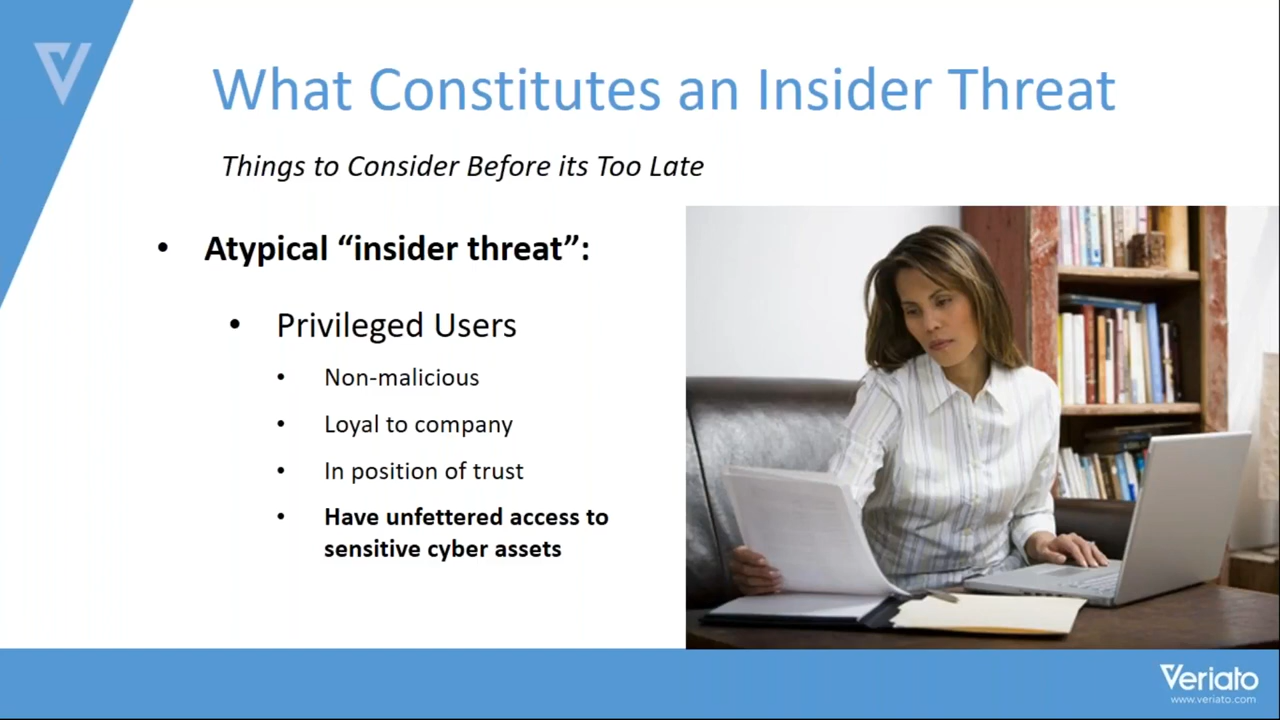 What Constitutes an Insider Threat
Things to Consider Before its Too Late
• Atypical “insider threat”:
• Privileged Users
• Non-malicious
• Loyal to company
• In position of trust
• Have unfettered access to
sensitive cyber assets
Veriato
www.veriato.com